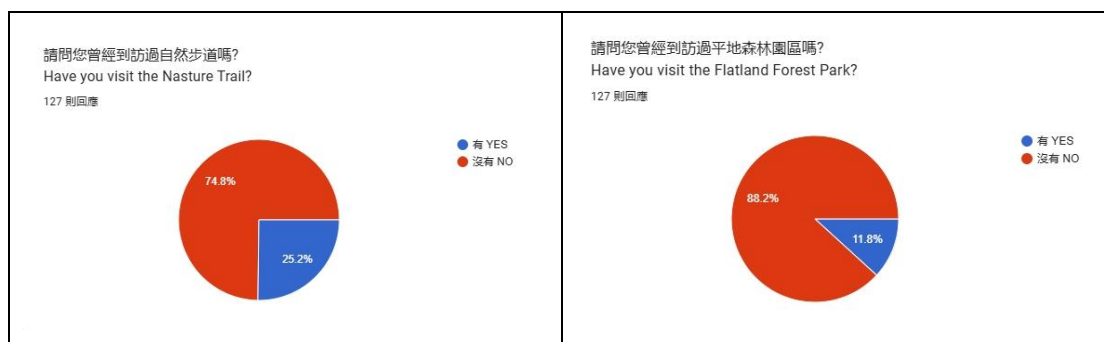 請問您曾經到訪過自然步道嗎?
Have you visit the Nasture Trail?
127 則回應
有 YES
沒有 NO
74.8%
25.2%
請問您曾經到訪過平地森林園區嗎?
Have you visit the Flatland Forest Park?
127 則回應
有 YES
沒有 NO
88.2%
11.8%